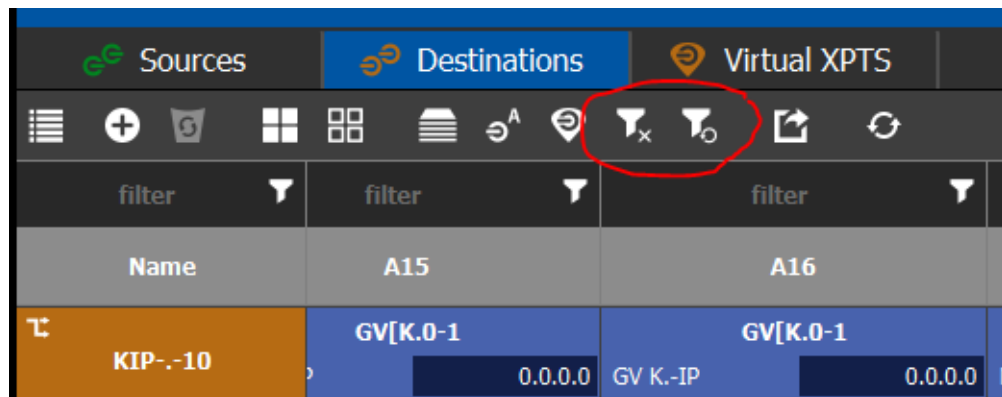 Sources Destinations Virtual XPTS
A
filter filter filter
Name A15 A16
GV[K.0-1 GV[K.0-1
KIP-.-10
0.0.0.0 GV K.-IP 0.0.0.0